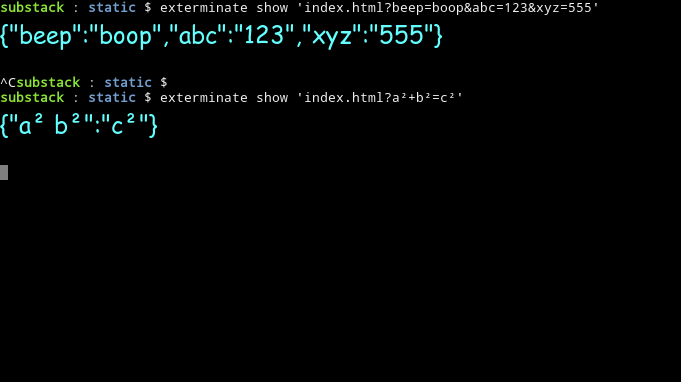 substack : static $ exterminate show 'index.html?beep=boop&abc=123&xyz=555'
{"beep":"boop","abc":"123","xyz":"555"}
^Csubstack : static $
substack : static $ exterminate show 'index.html?a²+b²=c²'
{"a² b²":"c²"}